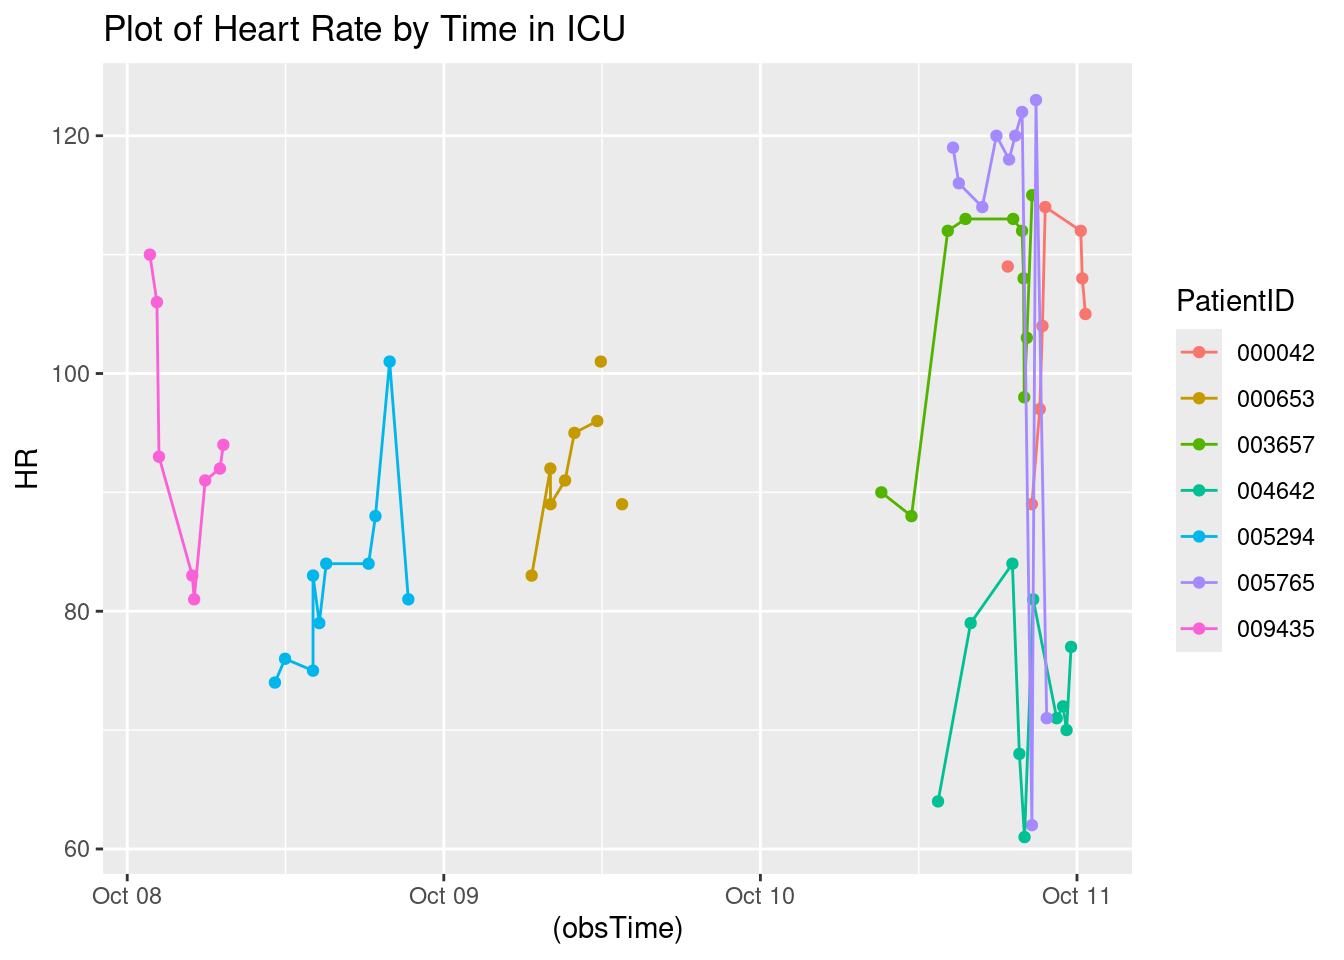 Plot of Heart Rate by Time in ICU
120
100
80
60
HR
Oct 08
Oct 09
Oct 10
Oct 11
(obsTime)
PatientID
000042
000653
003657
004642
005294
005765
009435